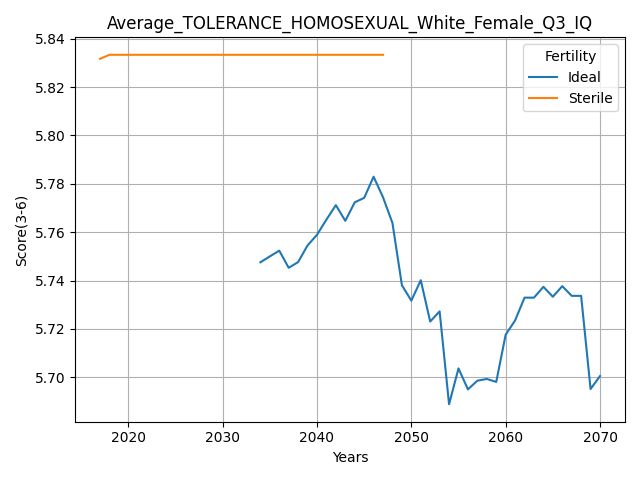 Average_TOLERANCE_HOMOSEXUAL_White_Female_Q3_IQ
5.84
5.82
5.80
5.78
5.76
5.74
5.72
5.70
Score(3-6)
Fertility
Ideal
Sterile
2020 2030 2040 2050 2060 2070
Years